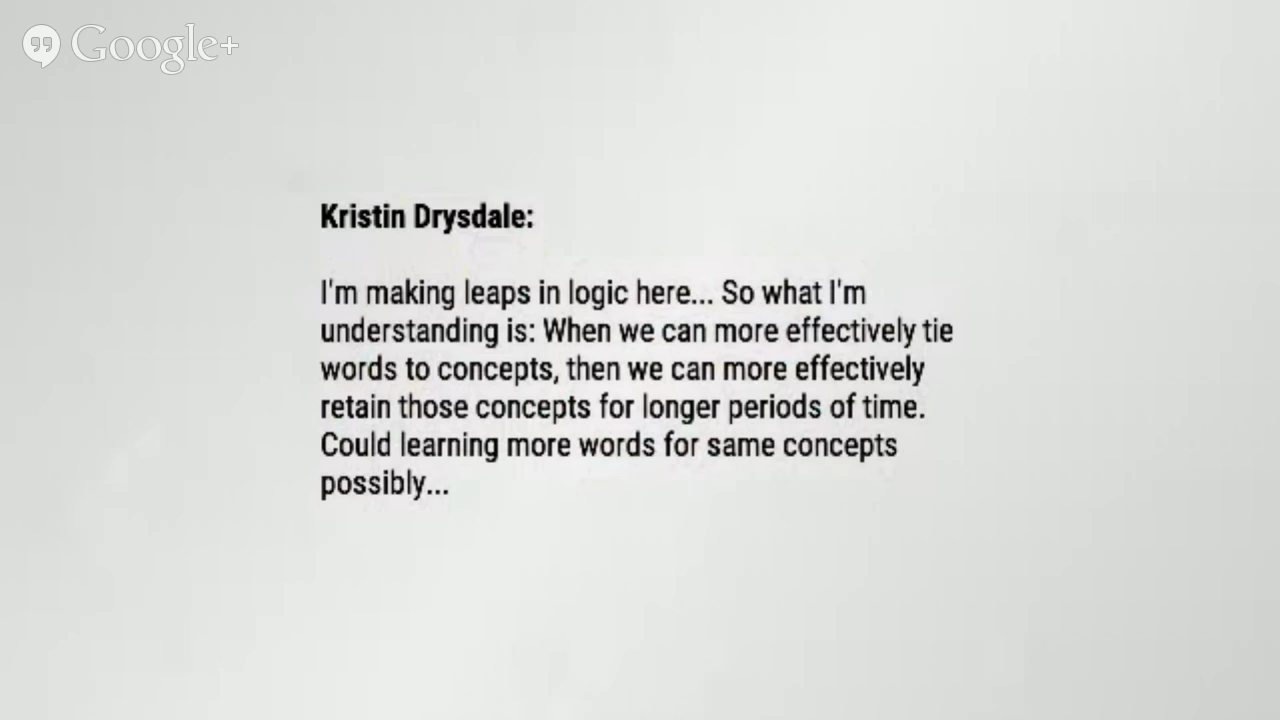 Google+
Kristin Drysdale:
I'm making leaps in logic here... So what I'm
understanding is: When we can more effectively tie
words to concepts, then we can more effectively
retain those concepts for longer periods of time.
Could learning more words for same concepts
possibly...